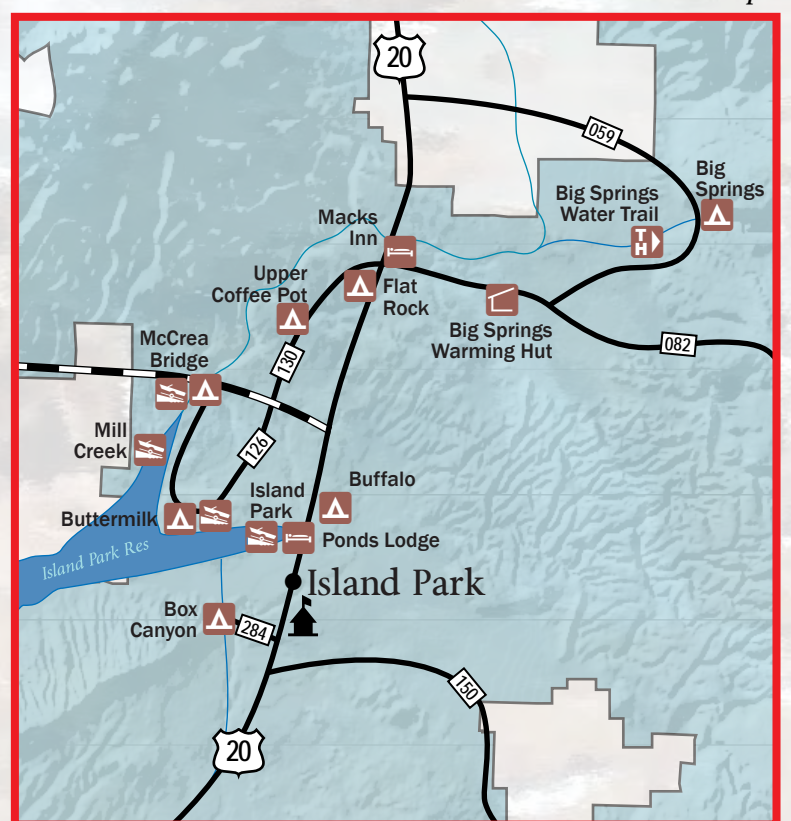 20
059
Big
Springs
Big Springs
Water Trail
T
H
Macks
Inn
Upper
Coffee Pot
Flat
Rock
Big Springs
Warming Hut
082
McCrea
Bridge
130
Mill
Creek
126
Island
Park
Buffalo
Buttermilk
Ponds Lodge
Island Park Res
Island Park
Box
Canyon
284
150
20